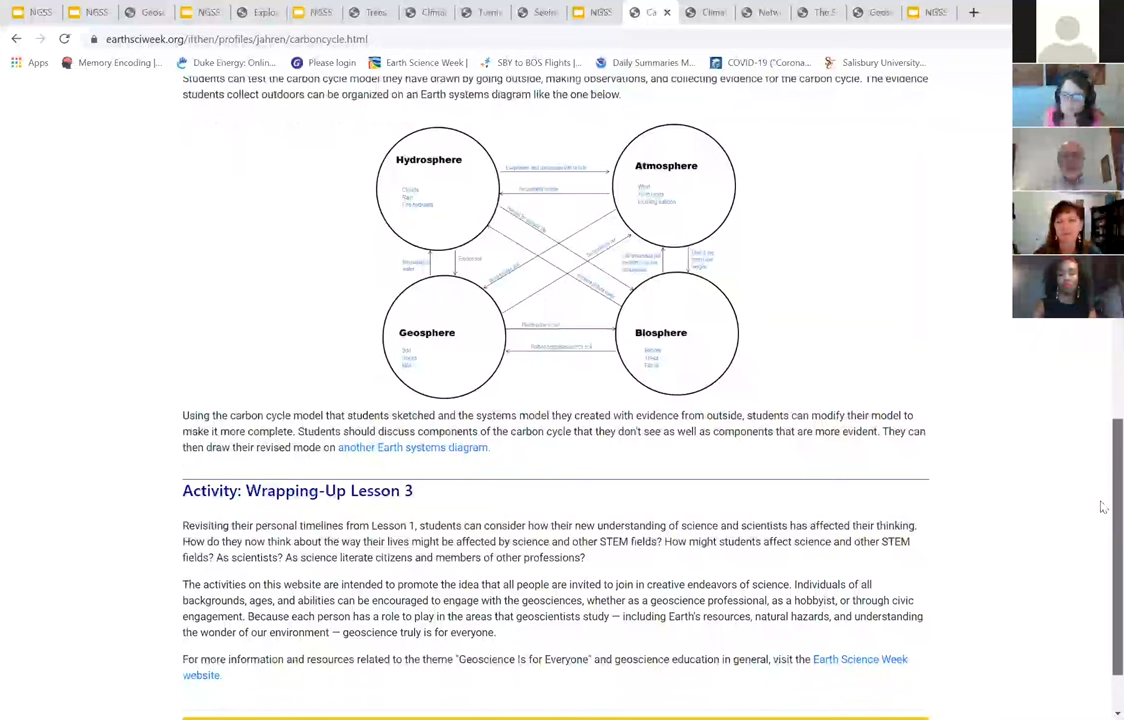 NGSS
NGSS
Geos
NGSS
Explo
NGSS
Trees
Clima
NGSS
Ca
Clima
Netw
The S
Geos
NGSS
earthsciweek.org/ifthen/profiles/jahren/carboncycle.html
Apps
Memory Encoding |...
Duke Energy: Onlin...
Please login
Earth Science Week |...
SBY to BOS Flights |...
Daily Summaries M...
COVID-19 ("Corona...
Salisbury University...
Students can test the carbon cycle model they have drawn by going outside, making observations, and collecting evidence for the carbon cycle. The evidence
students collect outdoors can be organized on an Earth systems diagram like the one below.
Hydrosphere
Clouds
Rain
Atmosphere
Wind
Geosphere
Soil
Biosphere
Using the carbon cycle model that students sketched and the systems model they created with evidence from outside, students can modify their model to
make it more complete. Students should discuss components of the carbon cycle that they don't see as well as components that are more evident. They can
then draw their revised mode on another Earth systems diagram.
Activity: Wrapping-Up Lesson 3
Revisiting their personal timelines from Lesson 1, students can consider how their new understanding of science and scientists has affected their thinking.
How do they now think about the way their lives might be affected by science and other STEM fields? How might students affect science and other STEM
fields? As scientists? As science literate citizens and members of other professions?
The activities on this website are intended to promote the idea that all people are invited to join in creative endeavors of science. Individuals of all
backgrounds, ages, and abilities can be encouraged to engage with the geosciences, whether as a geoscience professional, as a hobbyist, or through civic
engagement. Because each person has a role to play in the areas that geoscientists study — including Earth's resources, natural hazards, and understanding
the wonder of our environment — geoscience truly is for everyone.
For more information and resources related to the theme "Geoscience Is for Everyone" and geoscience education in general, visit the Earth Science Week
website.